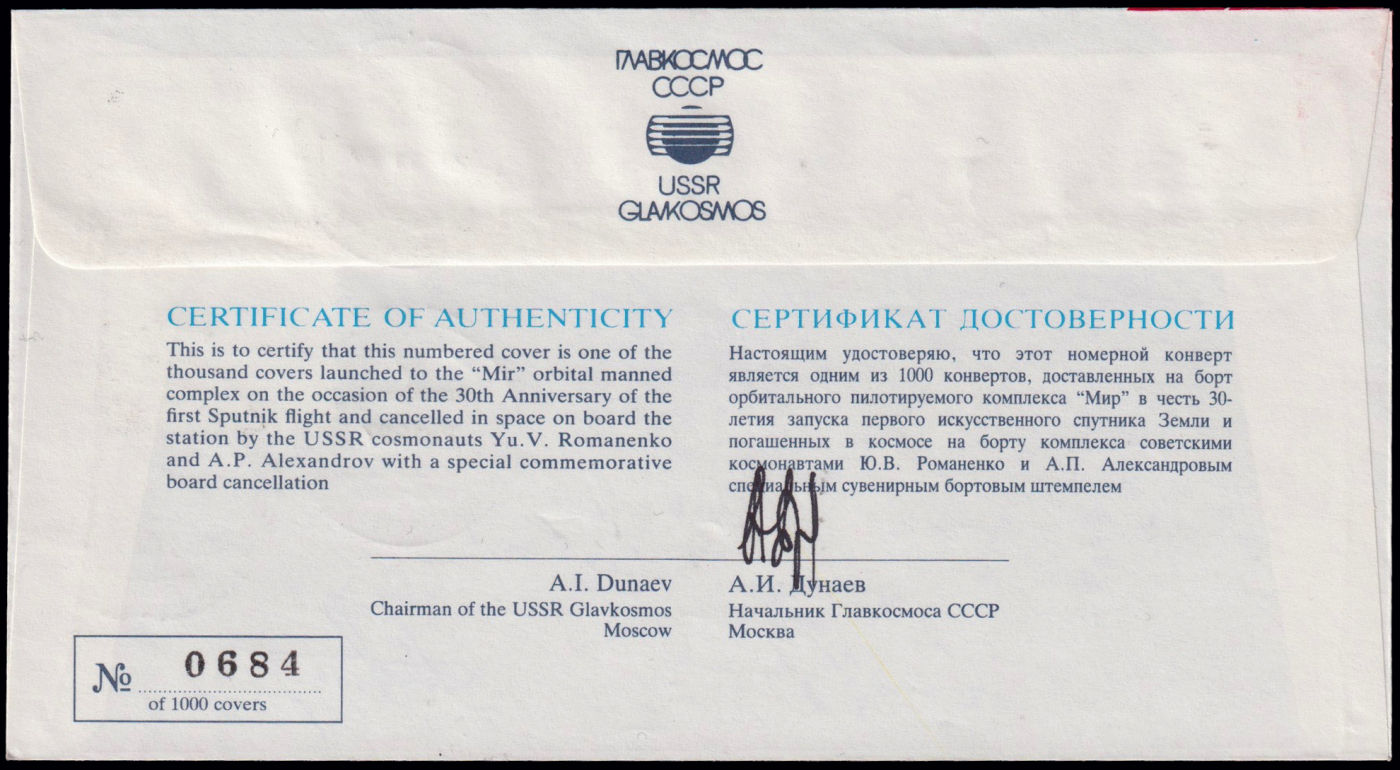 ГЛАВКОСМОС
СССР
USSR
GLAVKOSMOS
CERTIFICATE OF AUTHENTICITY
This is to certify that this numbered cover is one of the
thousand covers launched to the “Mir” orbital manned
complex on the occasion of the 30th Anniversary of the
first Sputnik flight and cancelled in space on board the
station by the USSR cosmonauts Yu.V. Romanenko
and A.P. Alexandrov with a special commemorative
board cancellation
СЕРТИФИКАТ ДОСТОВЕРНОСТИ
Настоящим удостоверяю, что этот номерной конверт
является одним из 1000 конвертов, доставленных на борт
орбитального пилотируемого комплекса “Мир” в честь 30-
летия запуска первого искусственного спутника Земли и
погашенных в космосе на борту комплекса советскими
космонавтами Ю.В. Романенко и А.П. Александровым
специальным сувенирным бортовым штемпелем
A.I. Dunaev
Chairman of the USSR Glavkosmos
Moscow
А.И. Дунаев
Начальник Главкосмоса СССР
Москва
№ 0684
of 1000 covers